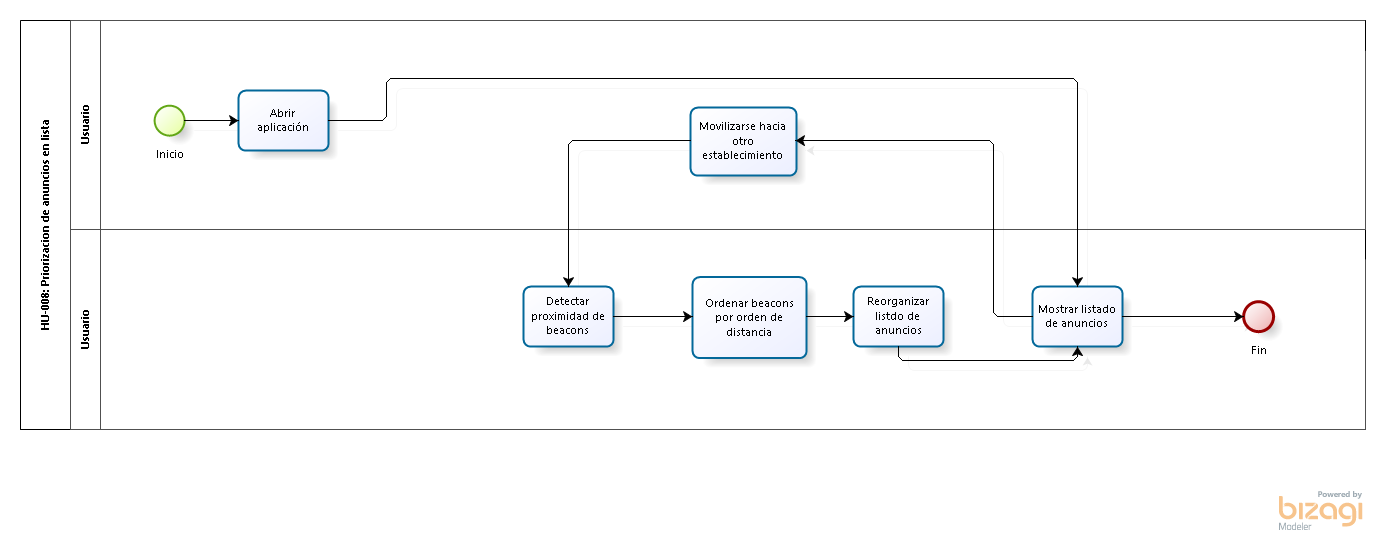 HU-008: Priorizacion de anuncios en lista
Usuario
Inicio
Abrir
aplicación
Movilizarse hacia
otro
establecimiento
Usuario
Detectar
proximidad de
beacons
Ordenar beacons
por orden de
distancia
Reorganizar
listdo de
anuncios
Mostrar listado
de anuncios
Fin
Powered by
bizagi
Modeler